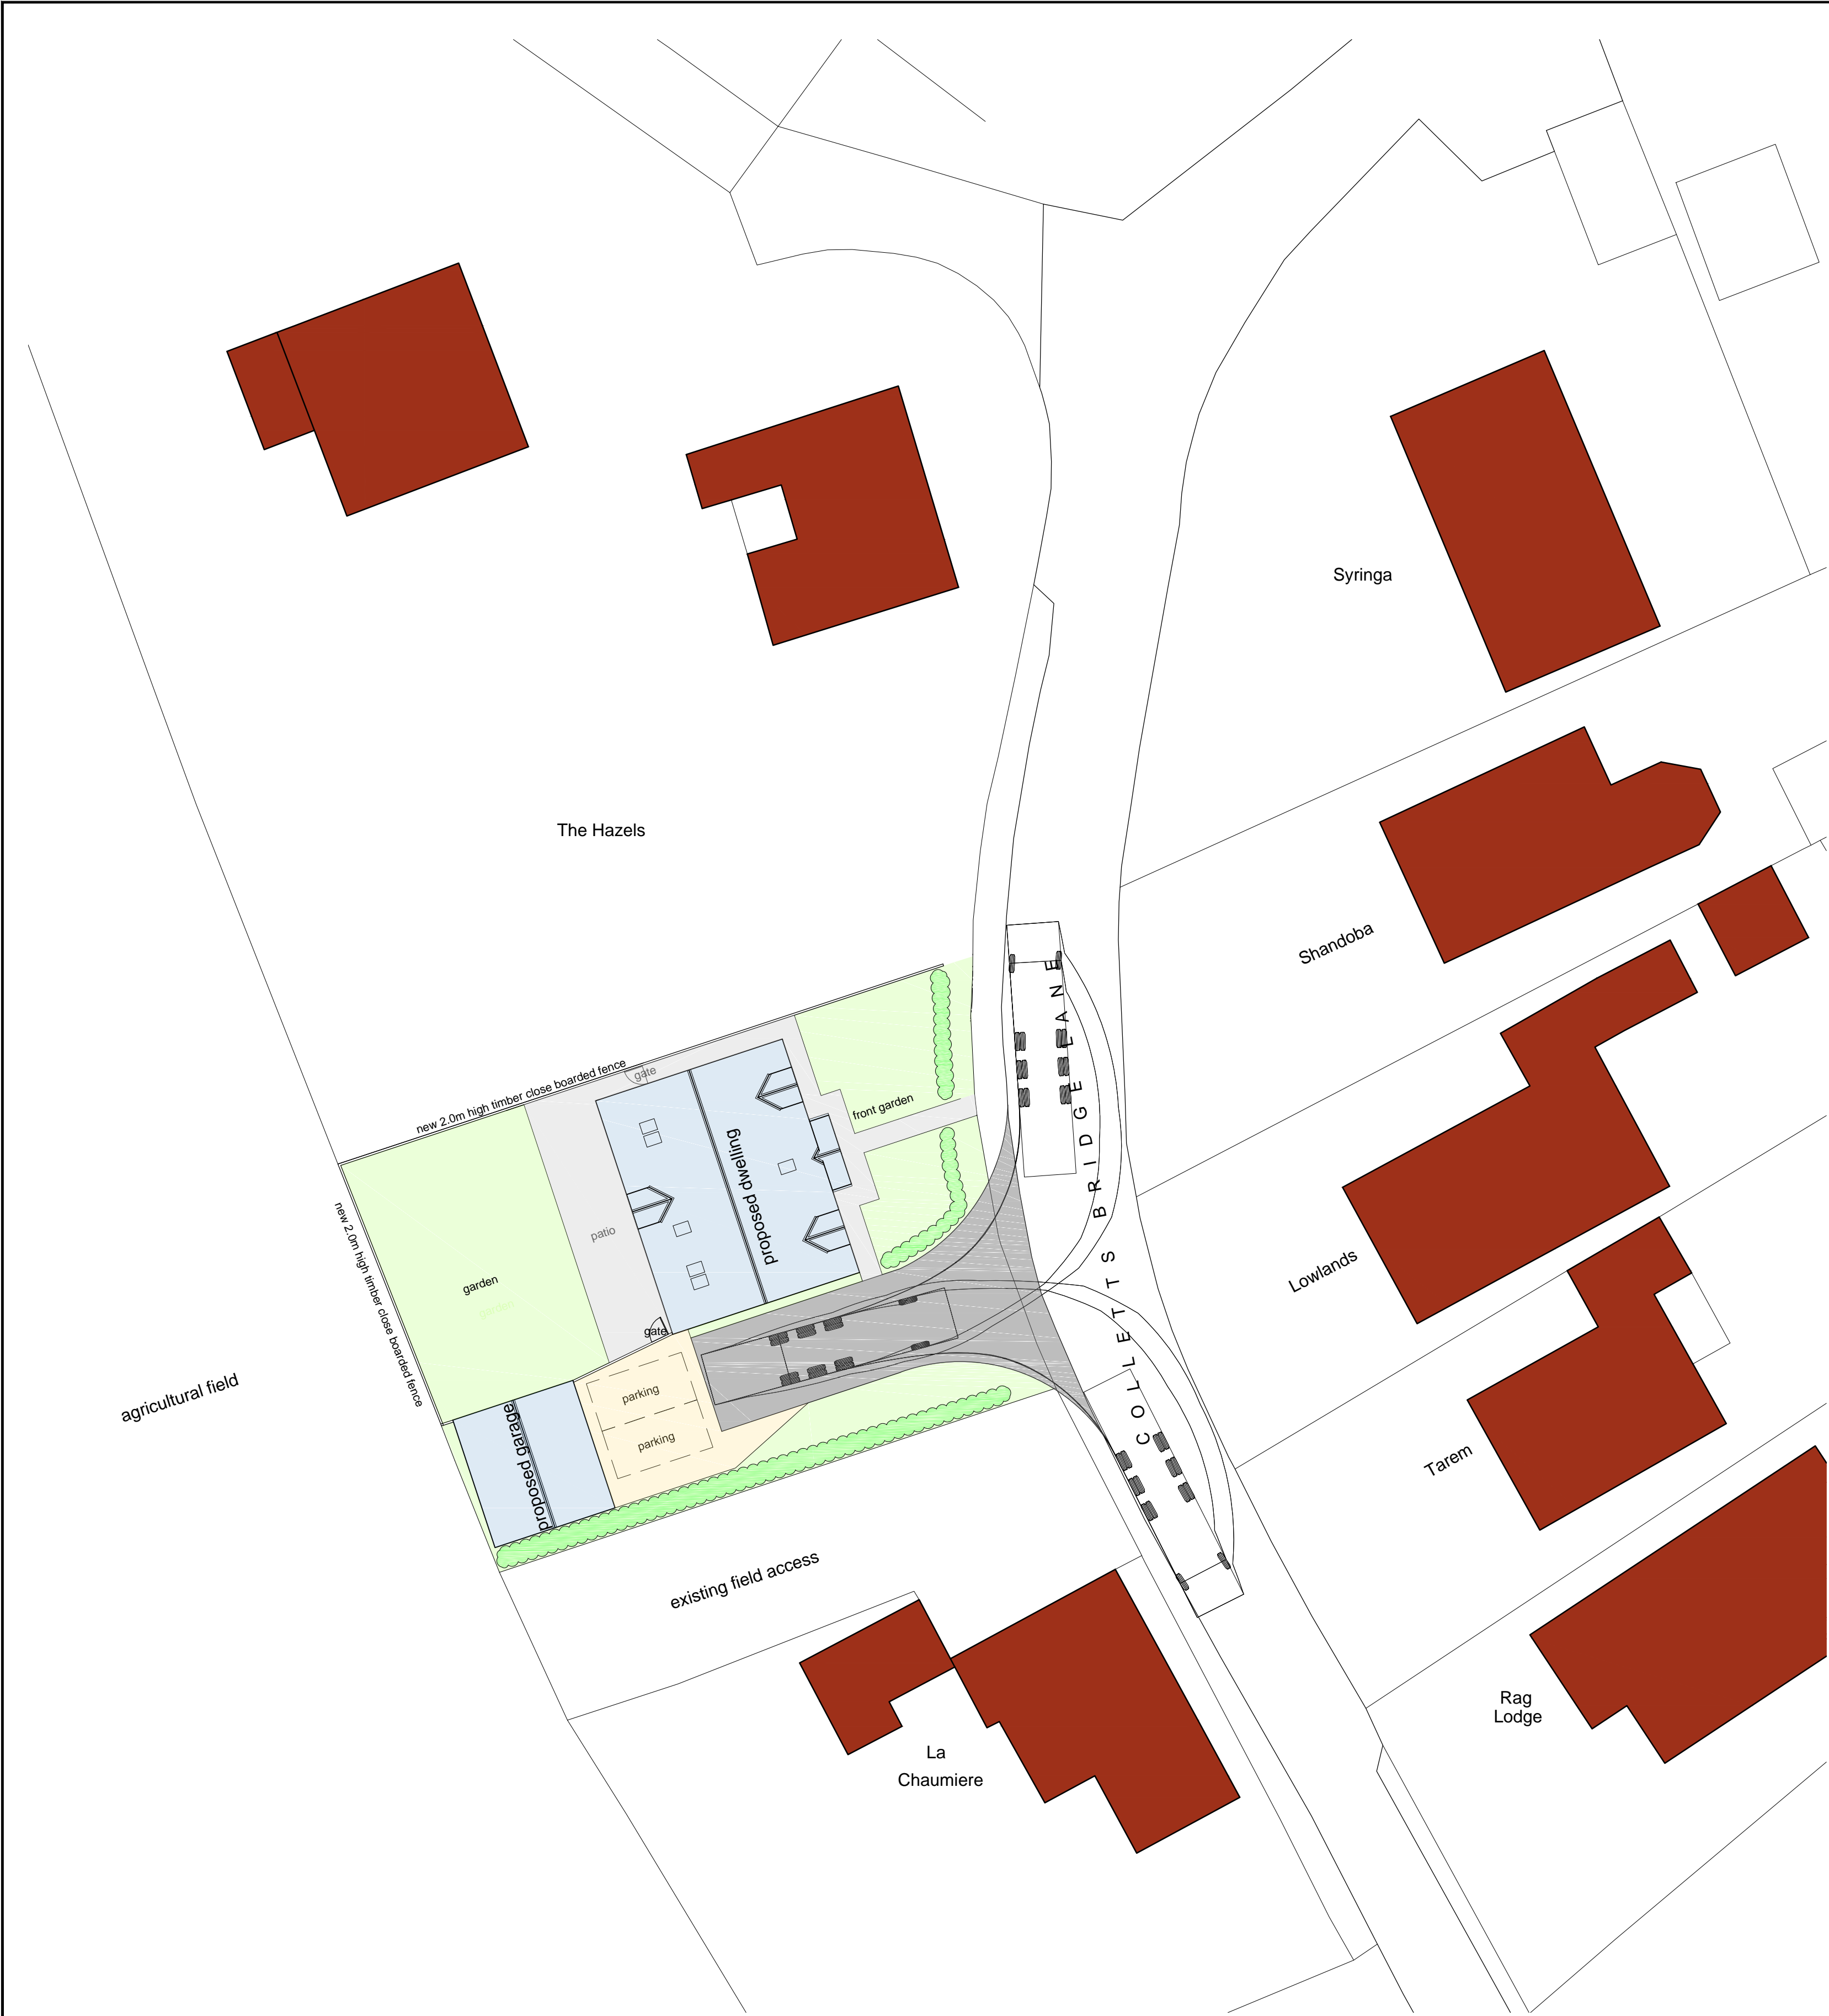 Syringa
The Hazels
Shandoba
COLLETTS BRIDGE LANE
new 2.0m high timber close boarded fence
gate
front garden
proposed dwelling
patio
new 2.0m high timber close boarded fence
garden
garden
gate
Lowlands
agricultural field
parking
parking
proposed garage
Tarem
existing field access
Rag
Lodge
La
Chaumiere